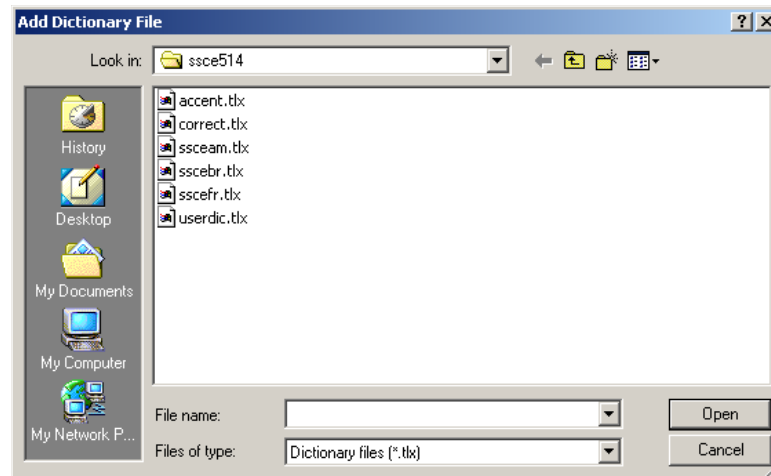 Add Dictionary File
Look in: ssce514
History
Desktop
My Documents
My Computer
My Network P...
accent.tlx
correct.tlx
ssceam.tlx
sscebr.tlx
sscefr.tlx
userdic.tlx
File name:
Open
Files of type: Dictionary files (*.tlx)
Cancel